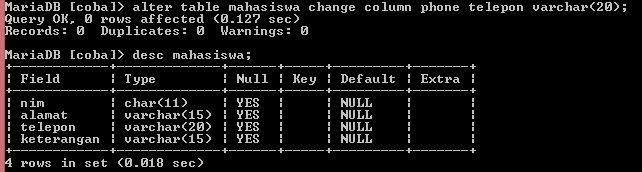 MariaDB [coba]> alter table mahasiswa change column phone telepon varchar(20);
Query OK, 0 rows affected (0.127 sec)
Records: 0  Duplicates: 0  Warnings: 0
MariaDB [coba]> desc mahasiswa;
+------------+-------------+------+-----+---------+-------+
| Field      | Type        | Null | Key | Default | Extra |
+------------+-------------+------+-----+---------+-------+
| nim        | char(11)    | YES  |     | NULL    |       |
| alamat     | varchar(15) | YES  |     | NULL    |       |
| telepon    | varchar(20) | YES  |     | NULL    |       |
| keterangan | varchar(15) | YES  |     | NULL    |       |
+------------+-------------+------+-----+---------+-------+
4 rows in set (0.018 sec)